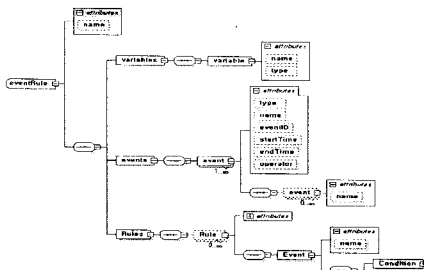 attributes
name
eventRule
variables
variable
attributes
name
type
events
event
1..∞
attributes
type
name
eventID
startTime
endTime
operator
event
0..∞
attributes
name
Rules
Rule
0..∞
attributes
Event
attributes
name
Condition